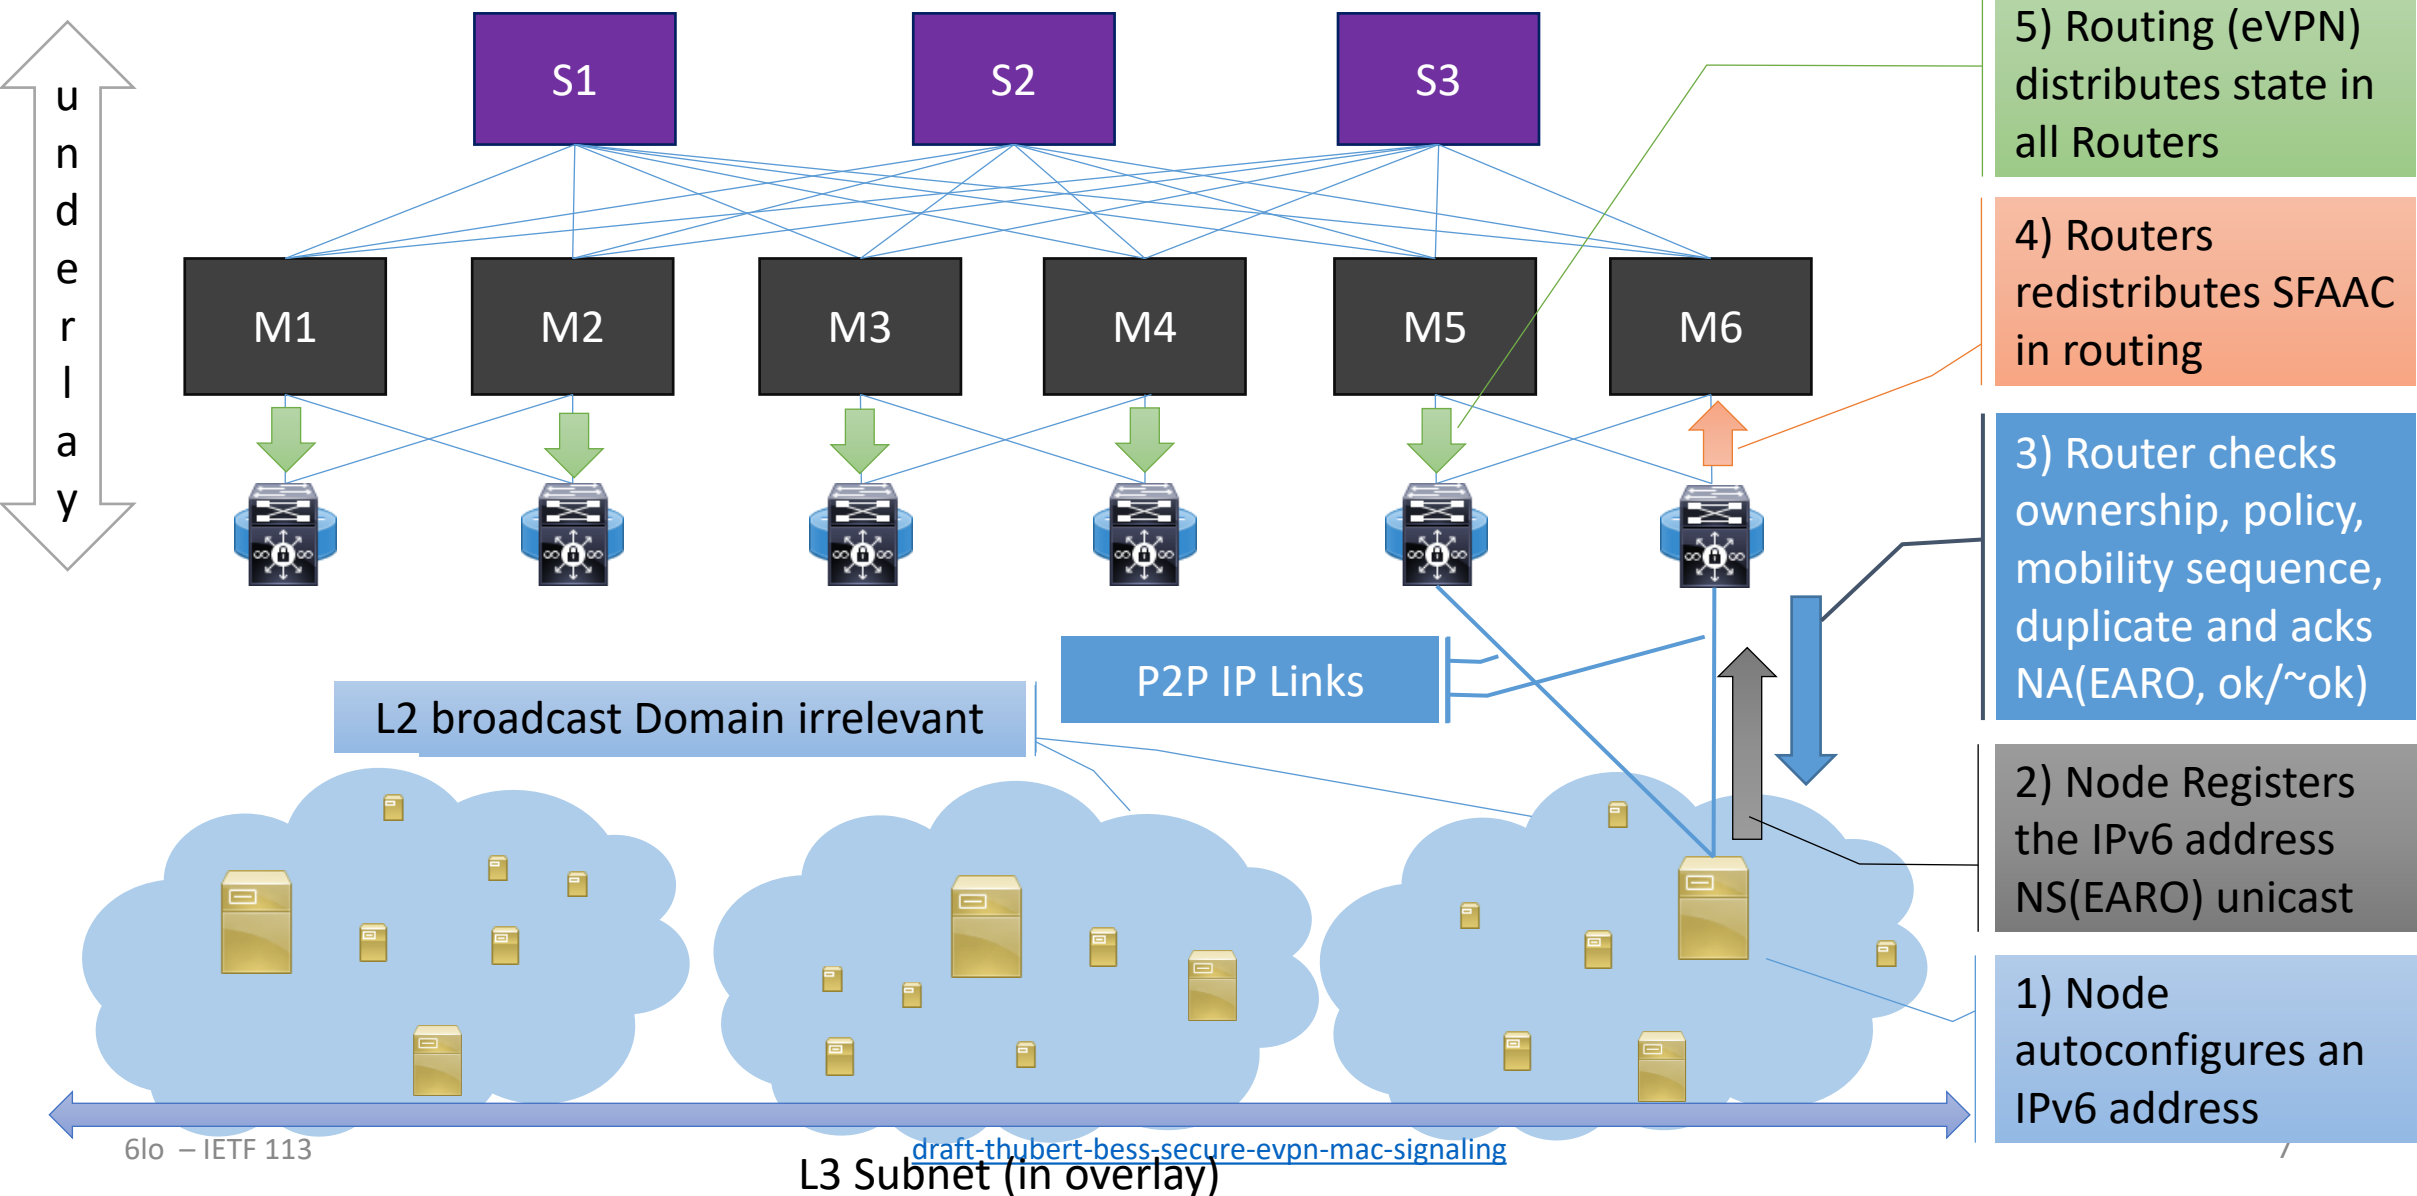 u
n
d
e
r
l
a
y
S1
S2
S3
M1
M2
M3
M4
M5
M6
P2P IP Links
L2 broadcast Domain irrelevant
5) Routing (eVPN)
distributes state in
all Routers
4) Routers
redistributes SFAAC
in routing
3) Router checks
ownership, policy,
mobility sequence,
duplicate and acks
NA(EARO, ok/~ok)
2) Node Registers
the IPv6 address
NS(EARO) unicast
1) Node
autoconfigures an
IPv6 address
6lo – IETF 113
draft-thubert-bess-secure-evpn-mac-signaling
L3 Subnet (in overlay)